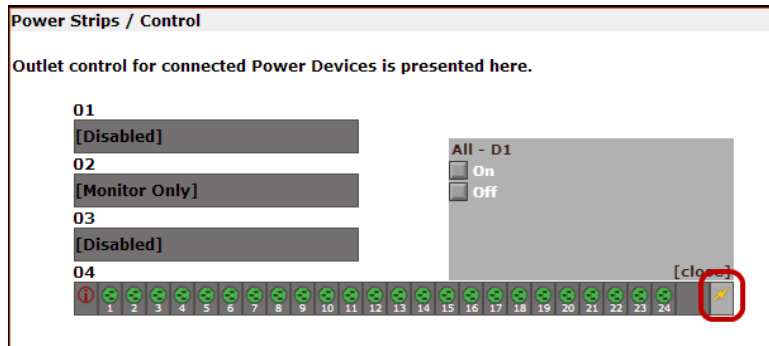 Power Strips / Control
Outlet control for connected Power Devices is presented here.
01
[Disabled]
02
[Monitor Only]
03
[Disabled]
04
All - D1
On
Off
[close]
1 2 3 4 5 6 7 8 9 10 11 12 13 14 15 16 17 18 19 20 21 22 23 24